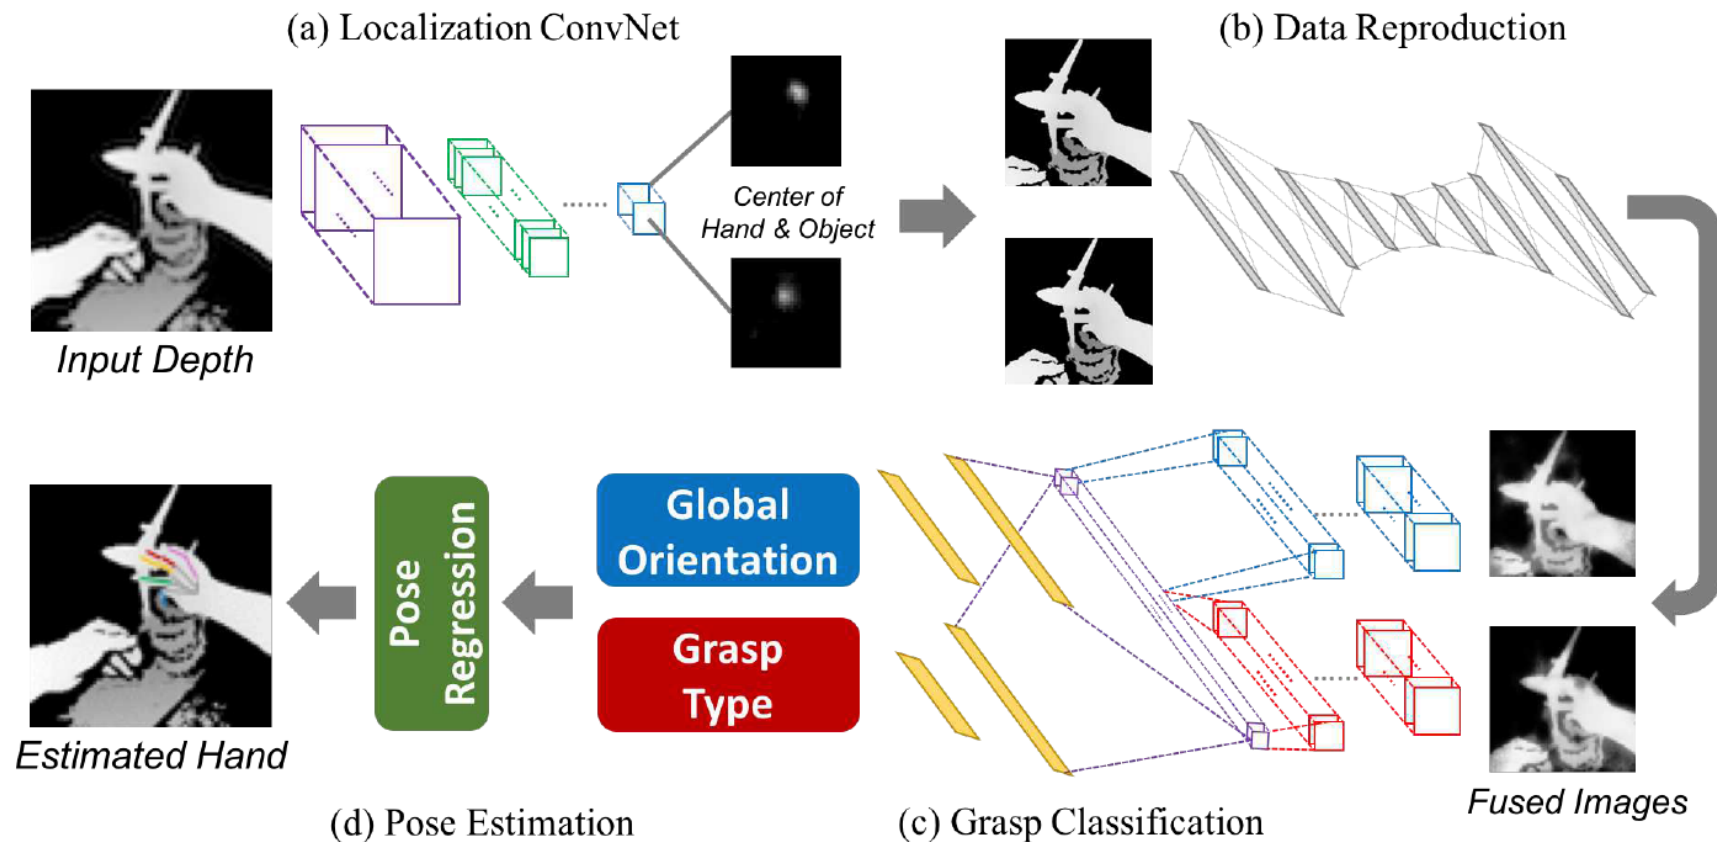 (a) Localization ConvNet
(b) Data Reproduction
Input Depth
Center of
Hand & Object
Estimated Hand
Pose
Regression
Global
Orientation
Grasp
Type
Fused Images
(d) Pose Estimation
(c) Grasp Classification